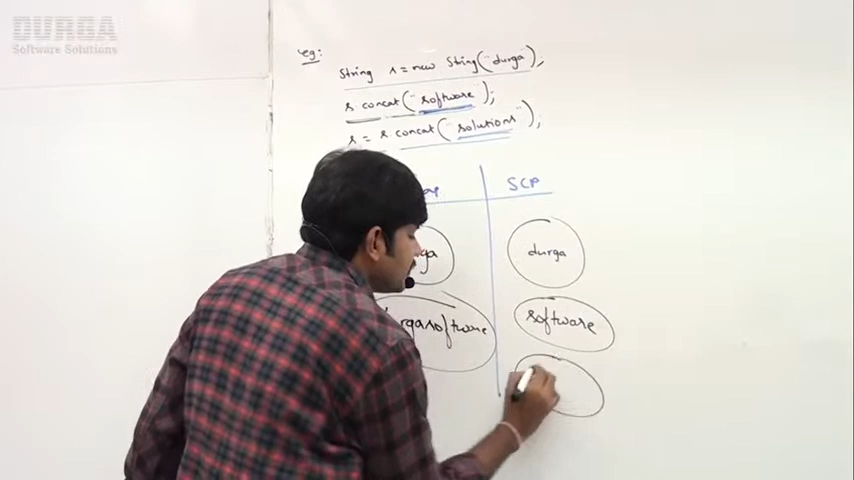 DURGA
Software Solutions
eg:
String s = new String("durga");
s.concat("software");
s = s.concat("solutions");
SCP
durga
software